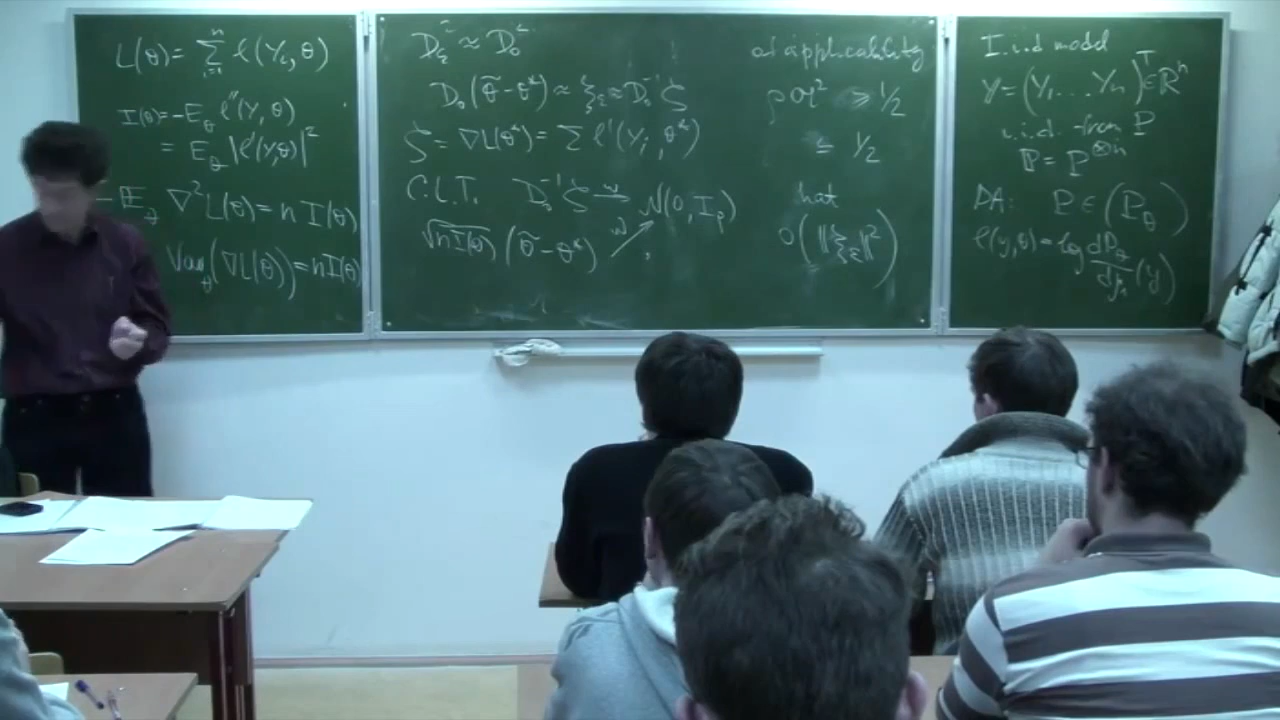 L(θ) = Σ_{i=1}^{n} ℓ(Y_i, θ)
I(θ) = -E_θ ℓ''(Y, θ)
= E_θ |ℓ'(Y,θ)|²
- E_θ ∇²L(θ) = n I(θ)
Var_θ(∇L(θ)) = nI(θ)
D_ε² ≈ D_0²
D_0(θ̃ - θ*) ≈ ξ_ε ≈ D_0^{-1} ζ
ζ = ∇L(θ*) = Σ ℓ'(Y_i, θ*)
C.L.T. D_0^{-1} ζ →^w N(0, I_p)
√(nI(θ)) (θ̃ - θ*) ↗^w
of applicability
≥ 1/2
≤ 1/2
that
o(‖ξ_ε‖²)
I.i.d model
Y = (Y_1 ... Y_n)^T ∈ R^n
i.i.d. from P
ℙ = P^{⊗n}
PA: P ∈ (P_θ)
ℓ(y,θ) = log dP_θ/dμ (y)